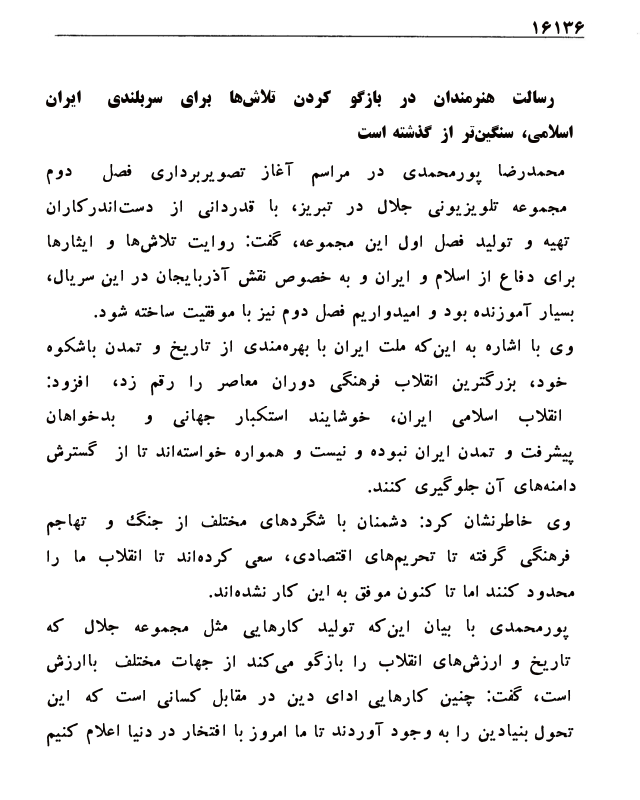 ۱۶۱۳۶
رسالت هنرمندان در بازگو کردن تلاش‌ها برای سربلندی ایران
اسلامی، سنگین‌تر از گذشته است
محمدرضا پورمحمدی در مراسم آغاز تصویربرداری فصل دوم
مجموعه تلویزیونی جلال در تبریز، با قدردانی از دست‌اندرکاران
تهیه و تولید فصل اول این مجموعه، گفت: روایت تلاش‌ها و ایثارها
برای دفاع از اسلام و ایران و به خصوص نقش آذربایجان در این سریال،
بسیار آموزنده بود و امیدواریم فصل دوم نیز با موفقیت ساخته شود.
وی با اشاره به این‌که ملت ایران با بهره‌مندی از تاریخ و تمدن باشکوه
خود، بزرگترین انقلاب فرهنگی دوران معاصر را رقم زد، افزود:
انقلاب اسلامی ایران، خوشایند استکبار جهانی و بدخواهان
پیشرفت و تمدن ایران نبوده و نیست و همواره خواسته‌اند تا از گسترش
دامنه‌های آن جلوگیری کنند.
وی خاطرنشان کرد: دشمنان با شگردهای مختلف از جنگ و تهاجم
فرهنگی گرفته تا تحریم‌های اقتصادی، سعی کرده‌اند تا انقلاب ما را
محدود کنند اما تا کنون موفق به این کار نشده‌اند.
پورمحمدی با بیان این‌که تولید کارهایی مثل مجموعه جلال که
تاریخ و ارزش‌های انقلاب را بازگو می‌کند از جهات مختلف باارزش
است، گفت: چنین کارهایی ادای دین در مقابل کسانی است که این
تحول بنیادین را به وجود آوردند تا ما امروز با افتخار در دنیا اعلام کنیم